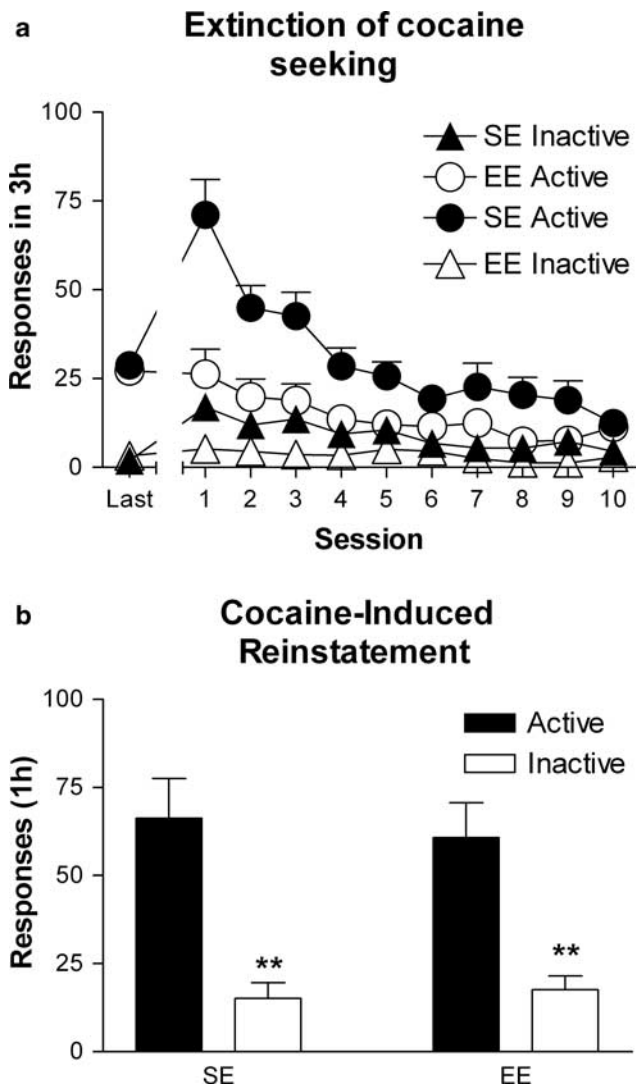 a
Extinction of cocaine
seeking
100
75
50
25
0
Responses in 3h
SE Inactive
EE Active
SE Active
EE Inactive
Last 1 2 3 4 5 6 7 8 9 10
Session
b
Cocaine-Induced
Reinstatement
100
75
50
25
0
Responses (1h)
Active
Inactive
**
**
SE EE